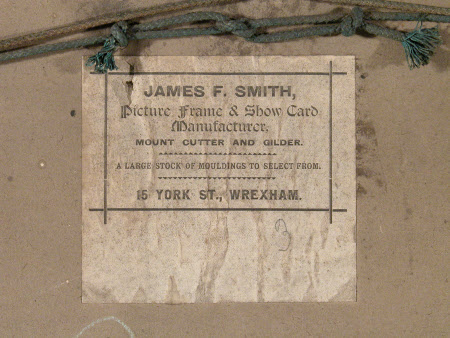 JAMES F. SMITH,
Picture Frame & Show Card
Manufacturer,
MOUNT CUTTER AND GILDER.
A LARGE STOCK OF MOULDINGS TO SELECT FROM.
15 YORK ST., WREXHAM.
3